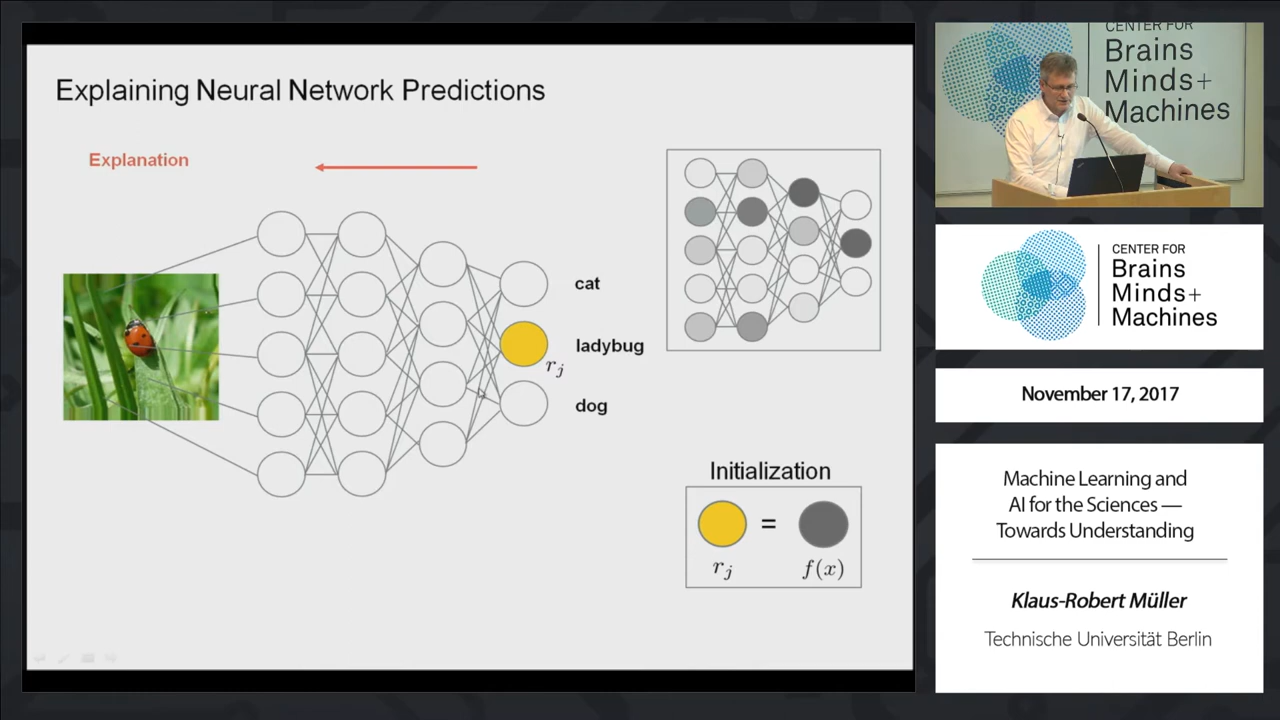 Explaining Neural Network Predictions
Explanation
cat
ladybug
r_j
dog
Initialization
=
r_j
f(x)
CENTER FOR
Brains
Minds+
Machines
CENTER FOR
Brains
Minds+
Machines
November 17, 2017
Machine Learning and
AI for the Sciences —
Towards Understanding
Klaus-Robert Müller
Technische Universität Berlin